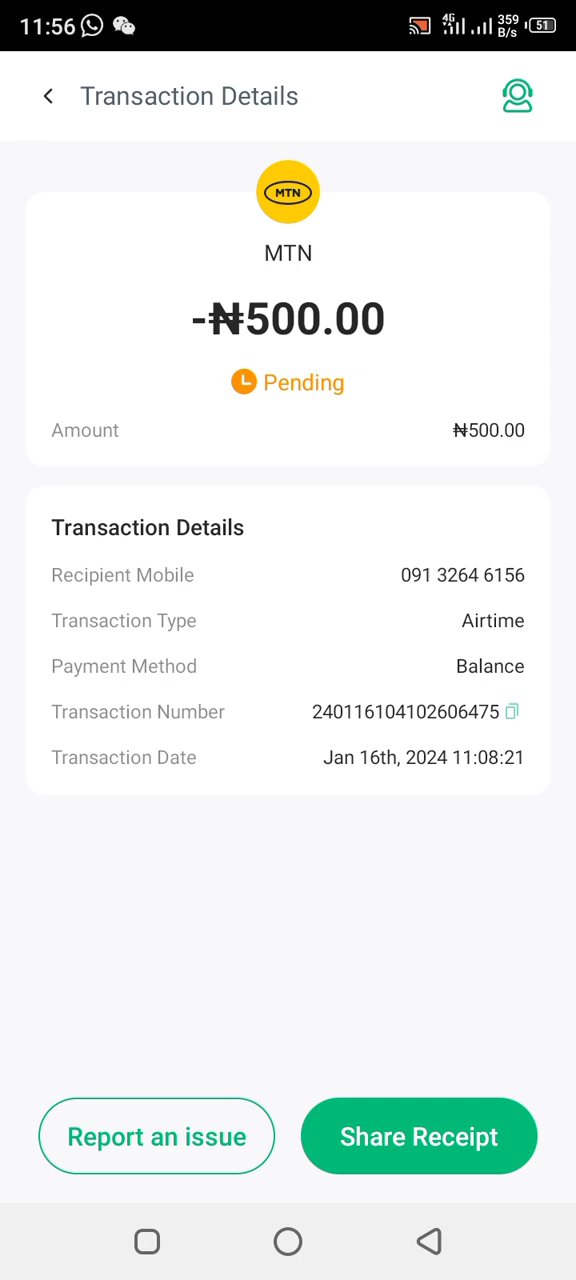 11:56 4G 359 B/s 51
Transaction Details
MTN
MTN
-₦500.00
Pending
Amount ₦500.00
Transaction Details
Recipient Mobile 091 3264 6156
Transaction Type Airtime
Payment Method Balance
Transaction Number 240116104102606475
Transaction Date Jan 16th, 2024 11:08:21
Report an issue Share Receipt